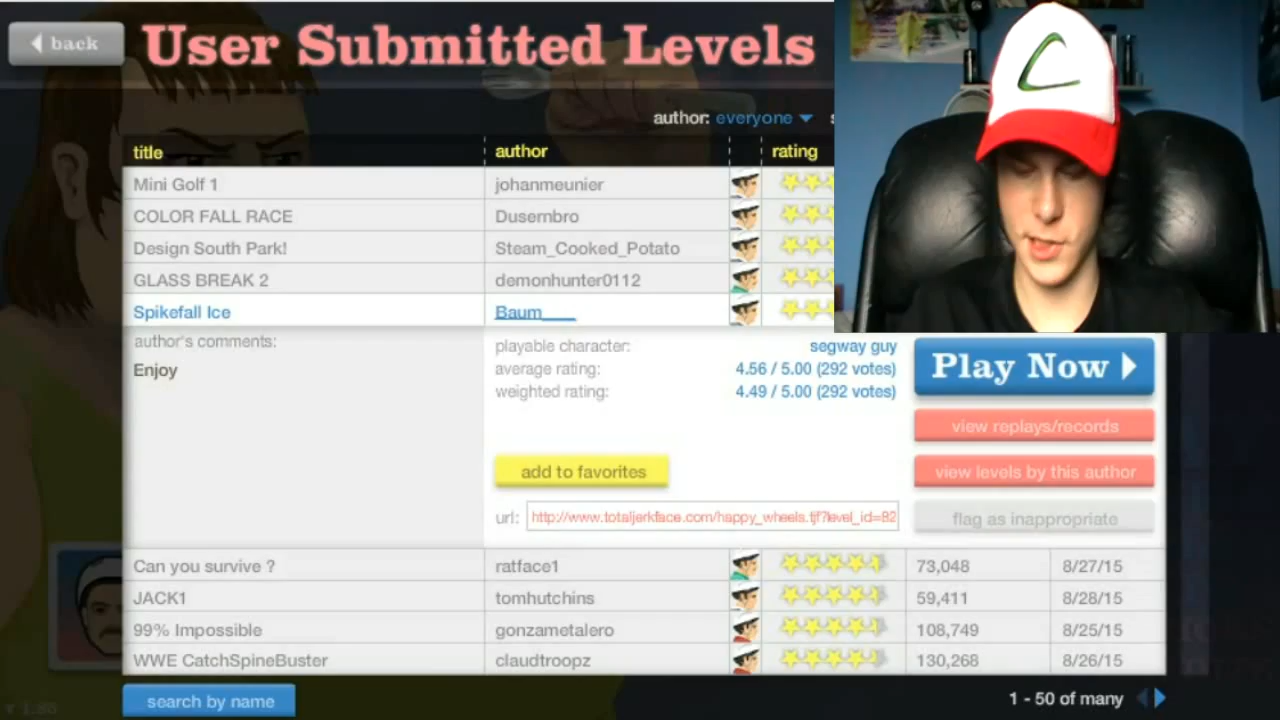 back
User Submitted Levels
author: everyone
title author rating
Mini Golf 1 johanmeunier
COLOR FALL RACE Dusembro
Design South Park! Steam_Cooked_Potato
GLASS BREAK 2 demonhunter0112
Spikefall Ice Baum____
author's comments:
Enjoy
playable character: segway guy
average rating: 4.56 / 5.00 (292 votes)
weighted rating: 4.49 / 5.00 (292 votes)
Play Now
view replays/records
add to favorites
view levels by this author
url: http://www.totaljerkface.com/happy_wheels.tjf?level_id=82
flag as inappropriate
Can you survive ? ratface1 73,048 8/27/15
JACK1 tomhutchins 59,411 8/28/15
99% Impossible gonzametalero 108,749 8/25/15
WWE CatchSpineBuster claudtroopz 130,268 8/26/15
search by name
1 - 50 of many